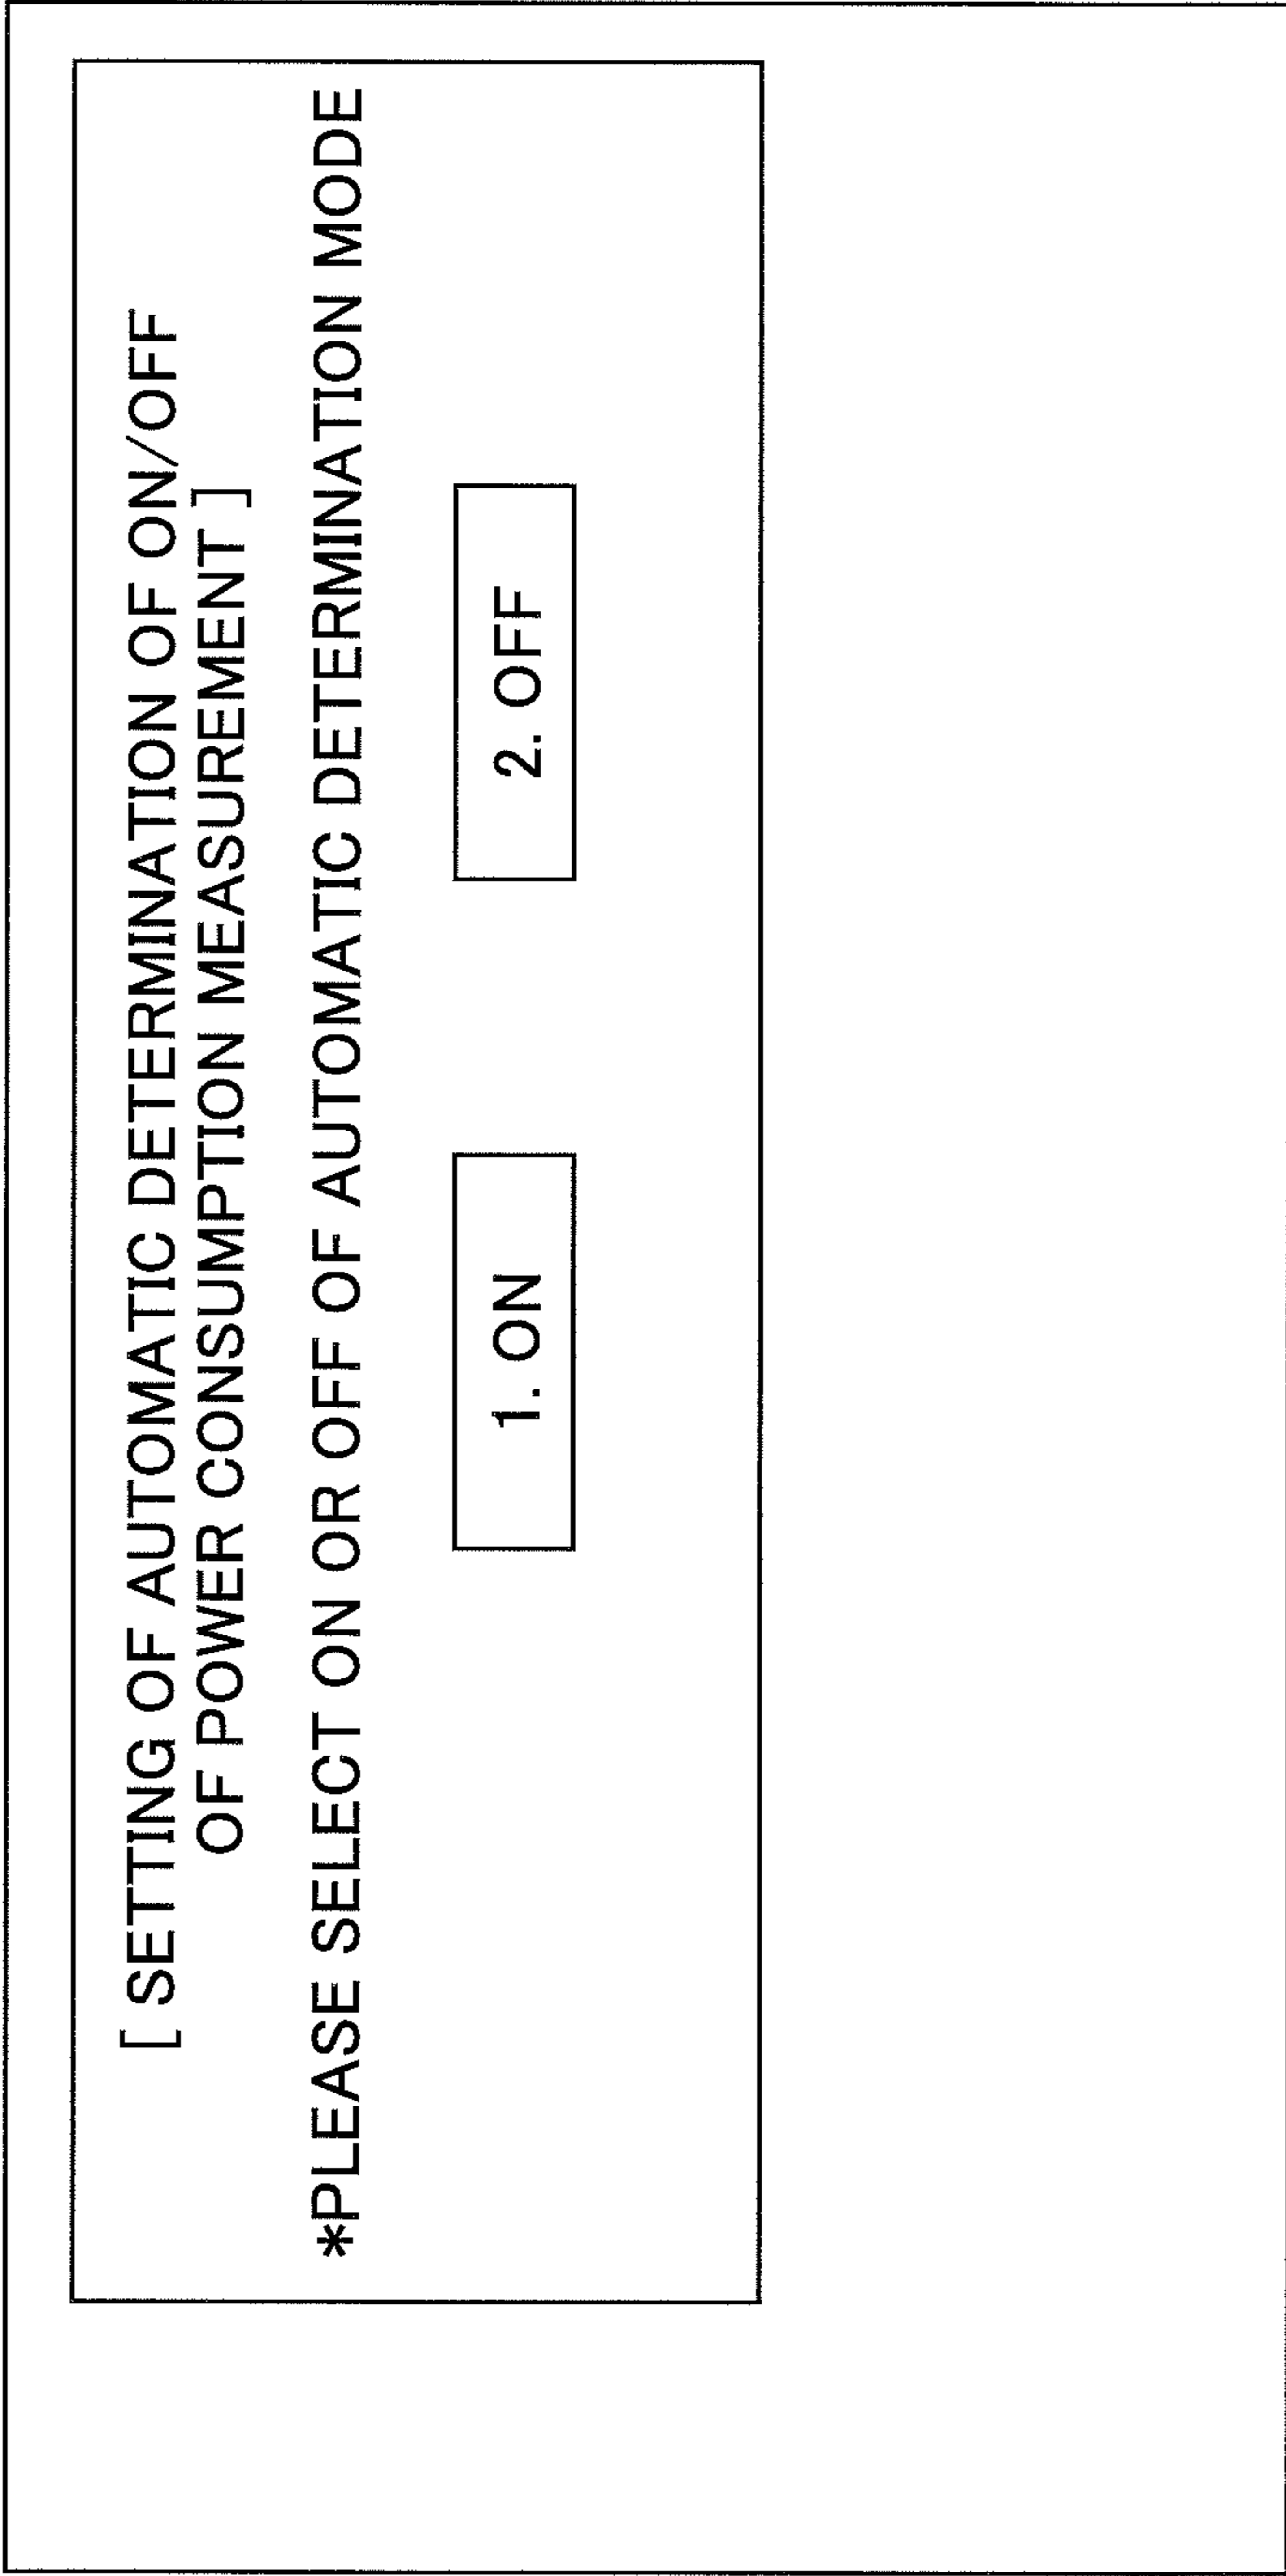 [ SETTING OF AUTOMATIC DETERMINATION OF ON/OFF
OF POWER CONSUMPTION MEASUREMENT ]
*PLEASE SELECT ON OR OFF OF AUTOMATIC DETERMINATION MODE
1. ON
2. OFF